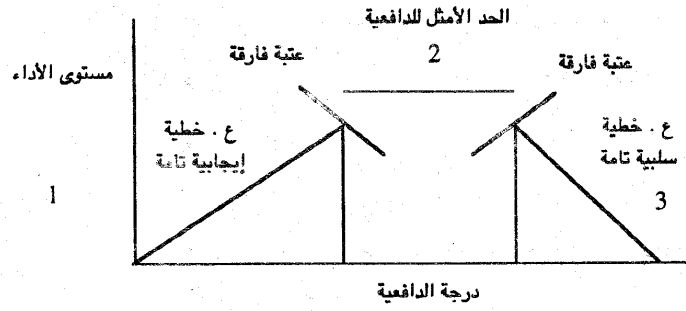 الحد الأمثل للدافعية
2
عتبة فارقة
عتبة فارقة
مستوى الأداء
ع . خطية
سلبية تامة
ع . خطية
إيجابية تامة
3
1
درجة الدافعية